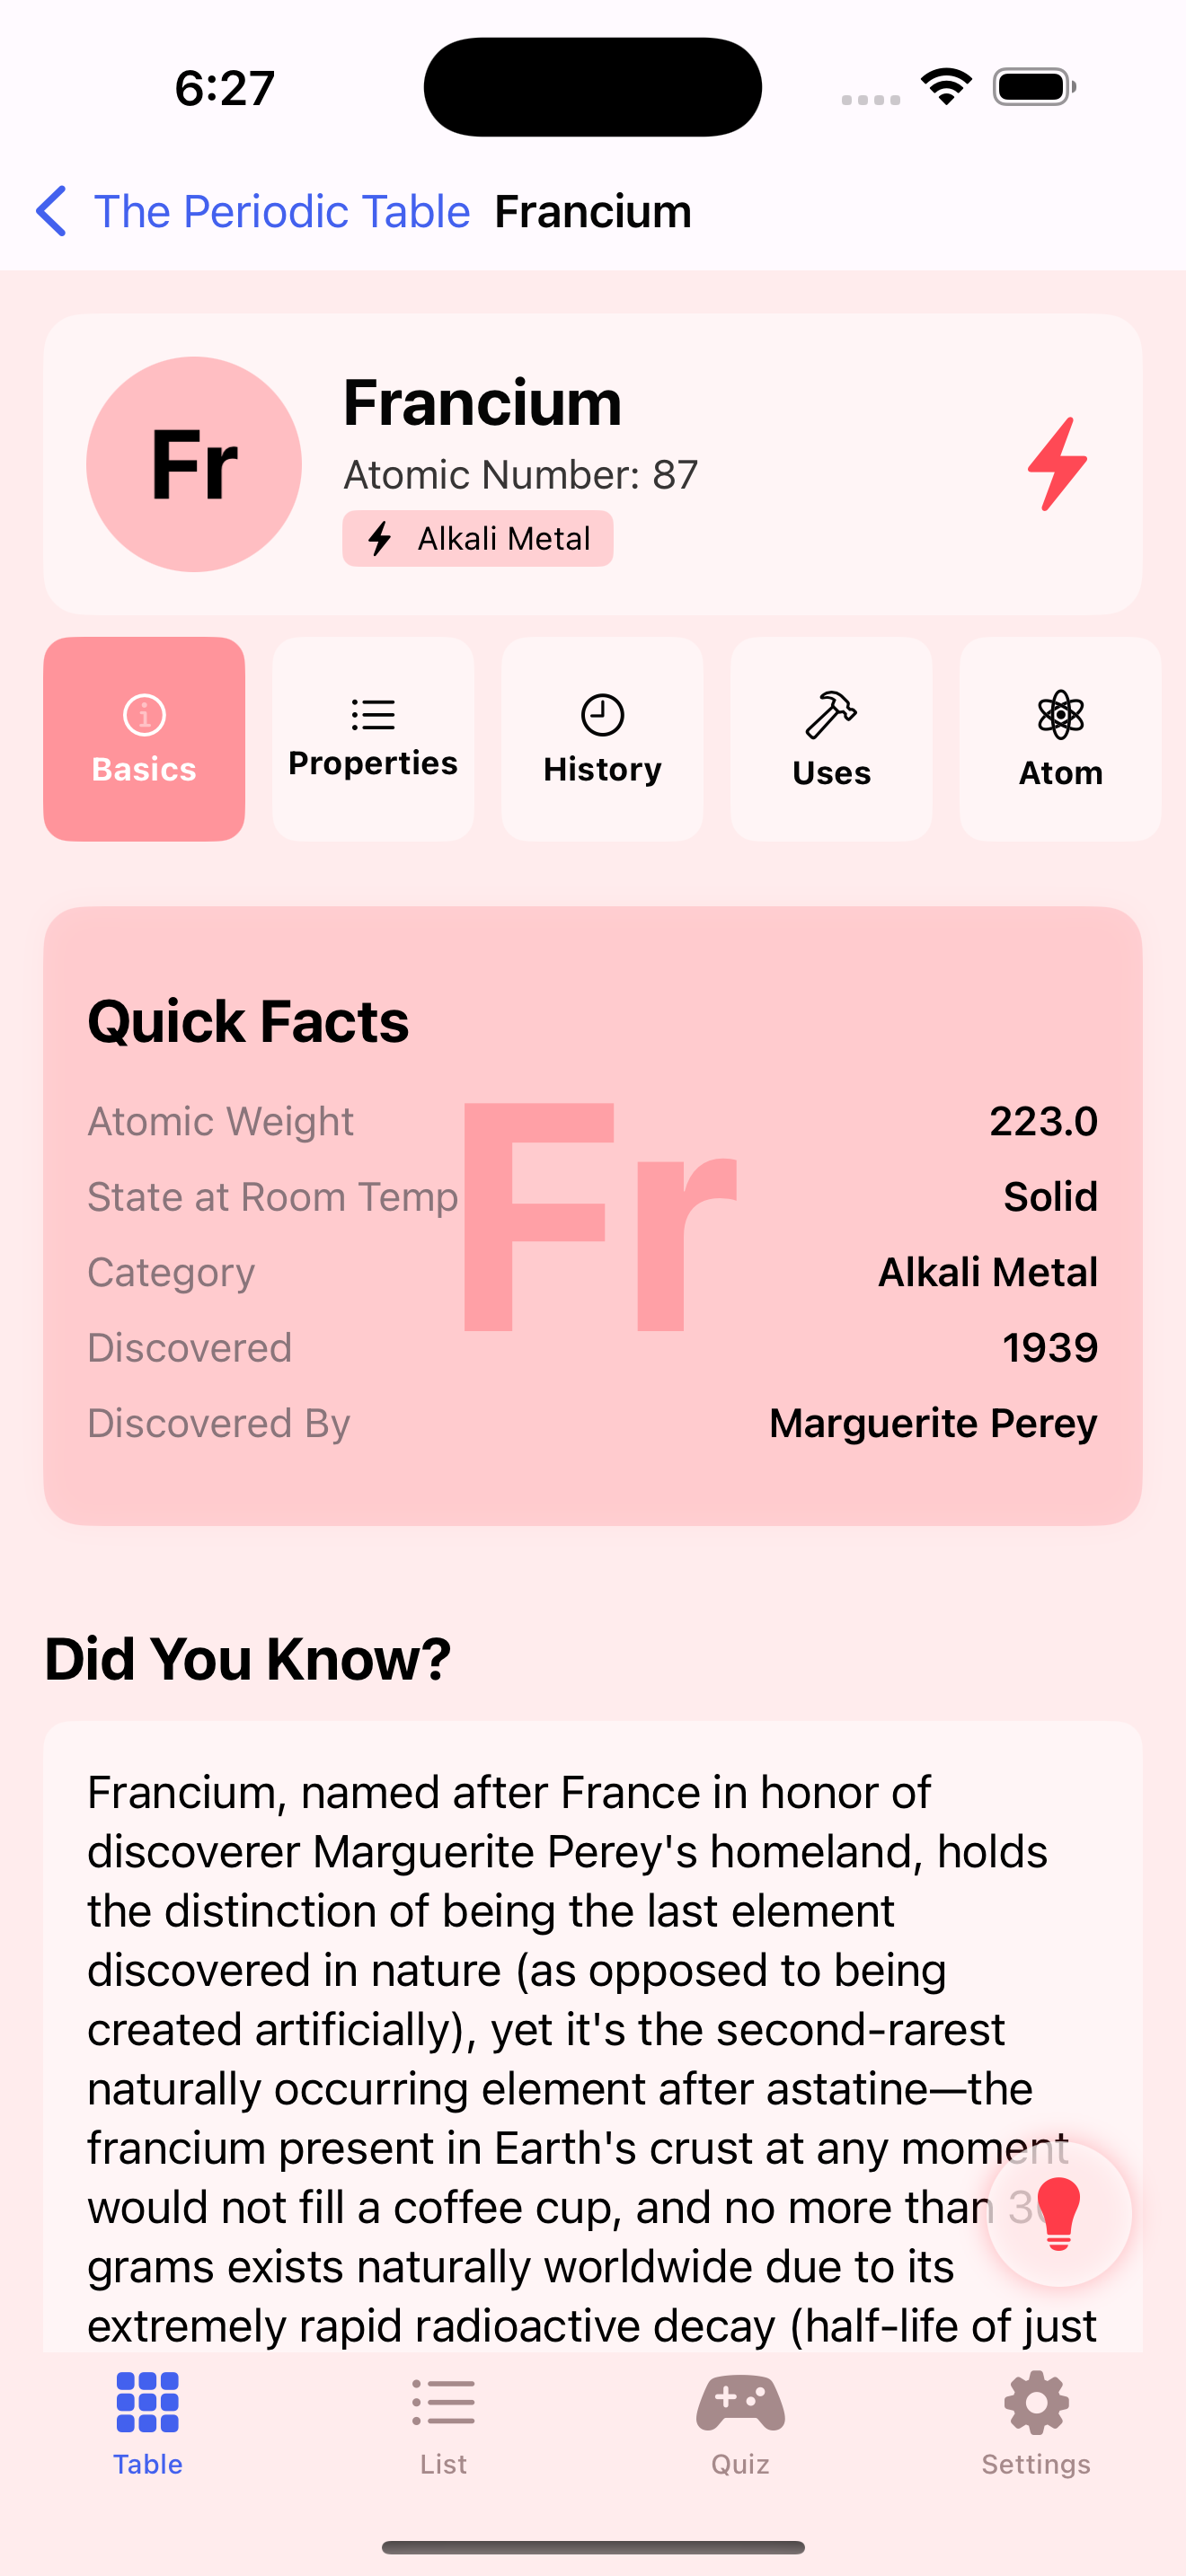 6:27
The Periodic Table Francium
Fr
Francium
Atomic Number: 87
Alkali Metal
Basics
Properties
History
Uses
Atom
Quick Facts
Fr
Atomic Weight 223.0
State at Room Temp Solid
Category Alkali Metal
Discovered 1939
Discovered By Marguerite Perey
Did You Know?
Francium, named after France in honor of
discoverer Marguerite Perey's homeland, holds
the distinction of being the last element
discovered in nature (as opposed to being
created artificially), yet it's the second-rarest
naturally occurring element after astatine—the
francium present in Earth's crust at any moment
would not fill a coffee cup, and no more than
grams exists naturally worldwide due to its
extremely rapid radioactive decay (half-life of just
Table
List
Quiz
Settings